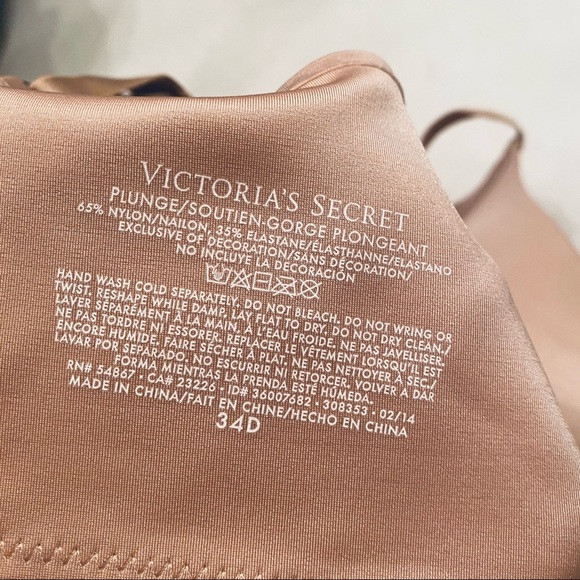 VICTORIA'S SECRET
PLUNGE/SOUTIEN-GORGE PLONGEANT
65% NYLON/NAILON, 35% ELASTANE/ÉLASTHANNE/ELASTANO
EXCLUSIVE OF DECORATION/SANS DÉCORATION/
NO INCLUYE LA DECORACIÓN
HAND WASH COLD SEPARATELY. DO NOT BLEACH. DO NOT WRING OR
TWIST. RESHAPE WHILE DAMP, LAY FLAT TO DRY. DO NOT DRY CLEAN./
LAVER SÉPARÉMENT À LA MAIN, À L'EAU FROIDE. NE PAS JAVELLISER.
NE PAS TORDRE NI ESSORER. REPLACER LE VÊTEMENT LORSQU'IL EST
ENCORE HUMIDE. FAIRE SÉCHER À PLAT. NE PAS NETTOYER À SEC./
LAVAR POR SEPARADO. NO ESCURRIR NI RETORCER. VOLVER A DAR
FORMA MIENTRAS LA PRENDA ESTÉ HÚMEDA.
RN# 54867 • CA# 23226 • ID# 36007682 • 308353 • 02/14
MADE IN CHINA/FAIT EN CHINE/HECHO EN CHINA
34D